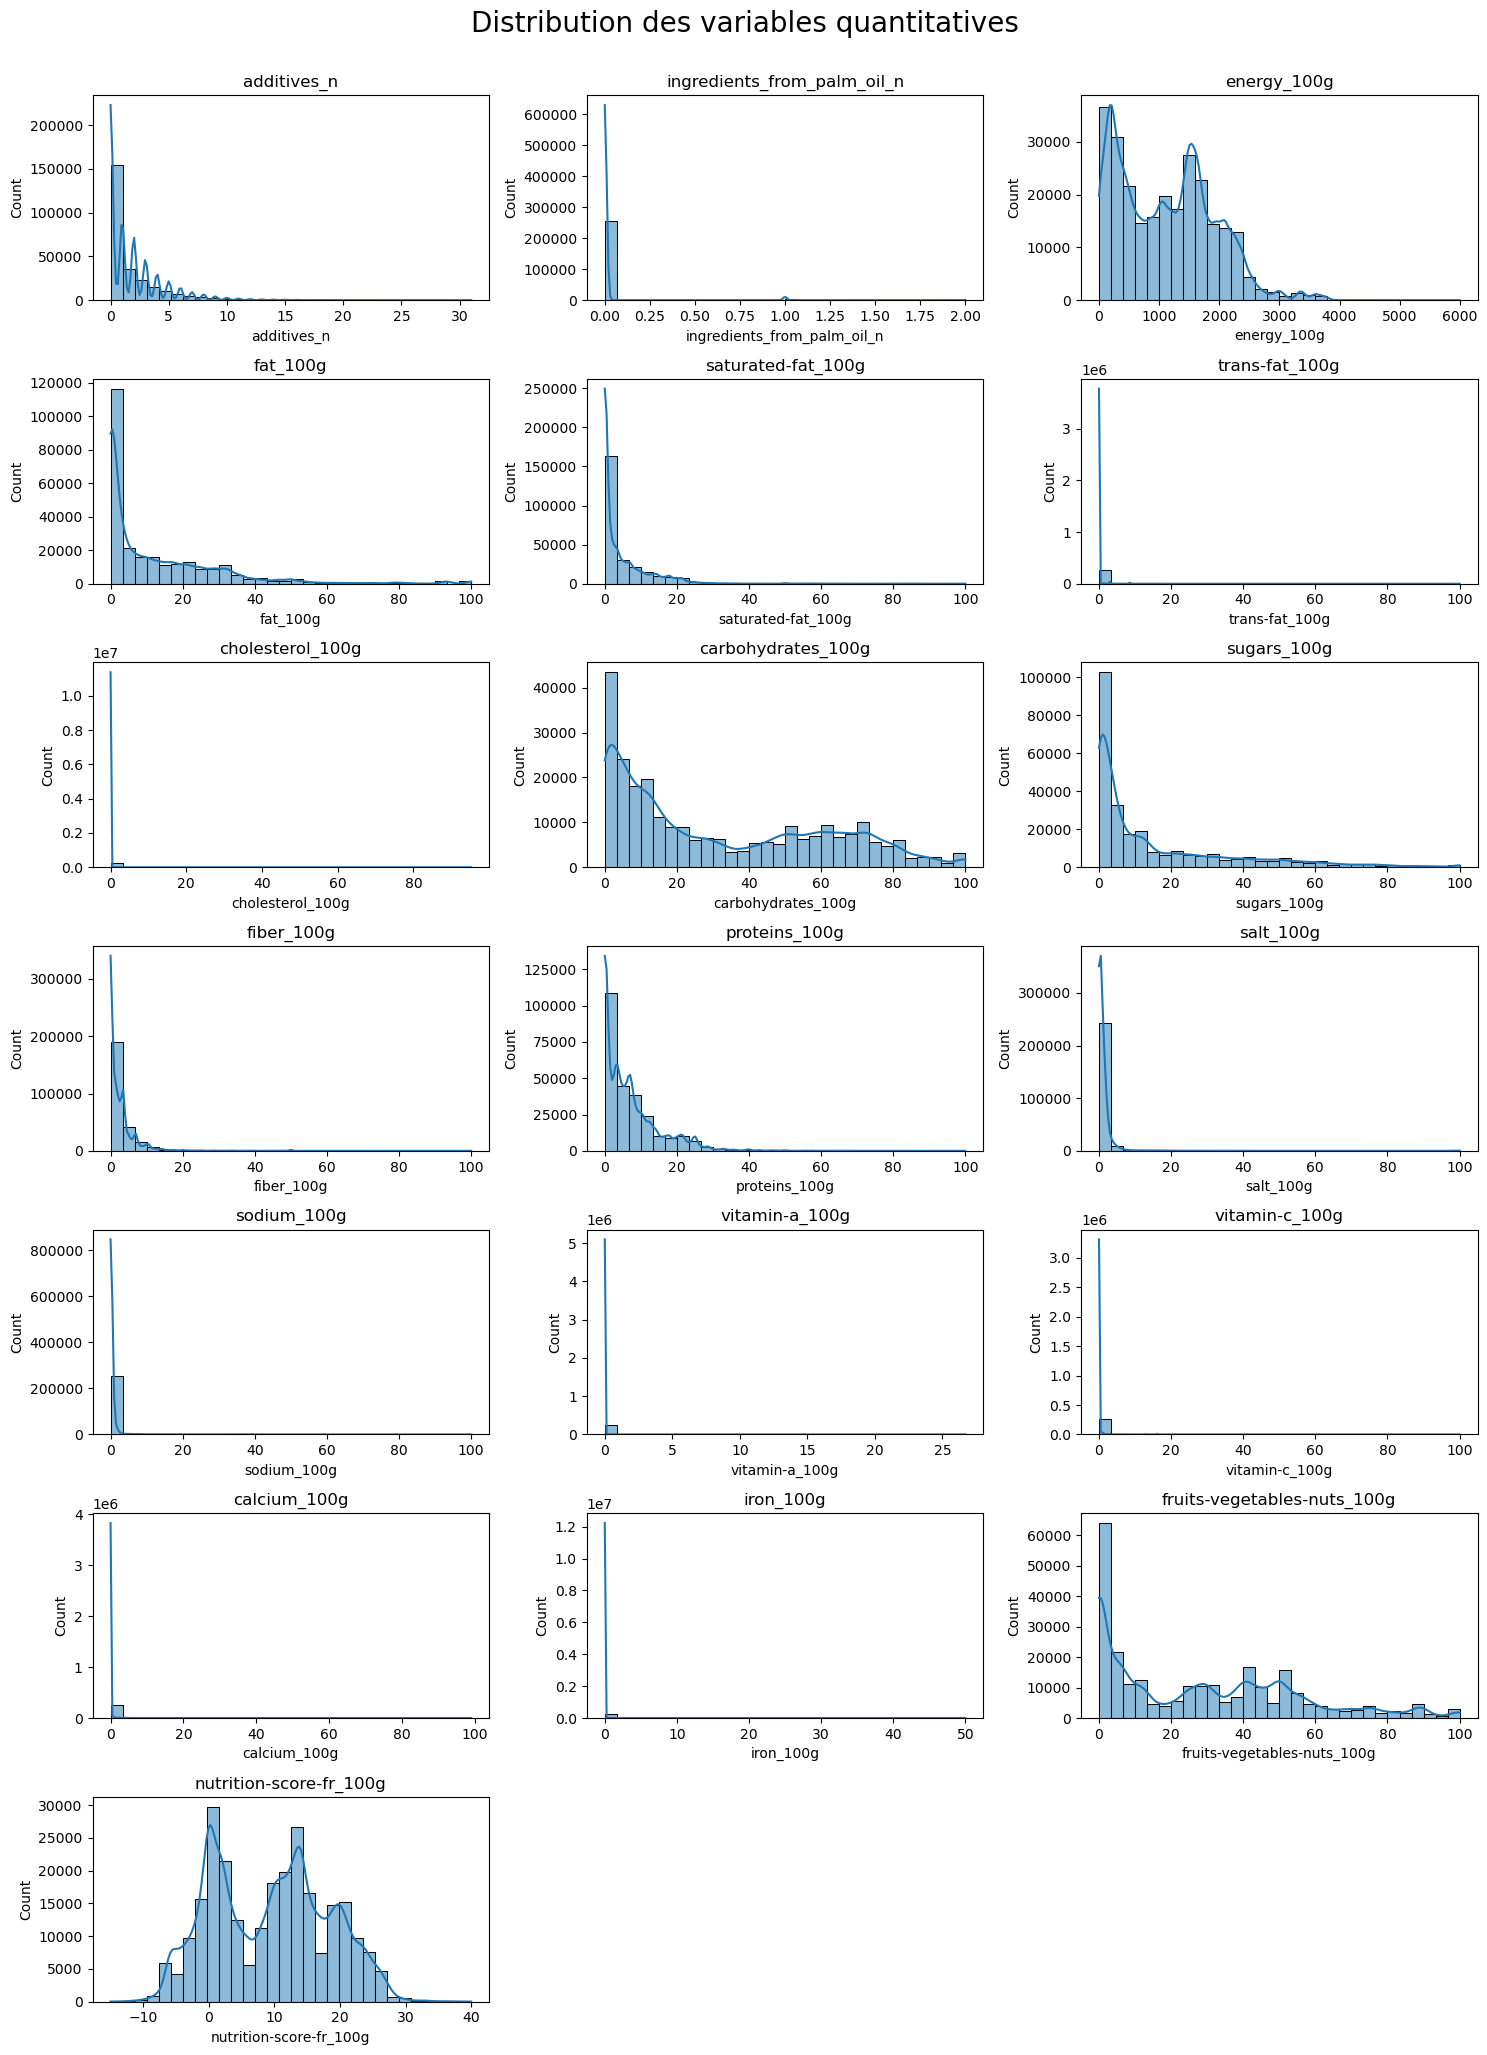 Distribution des variables quantitatives
additives_n
Count
200000
150000
100000
50000
0
0 5 10 15 20 25 30
additives_n
ingredients_from_palm_oil_n
Count
600000
500000
400000
300000
200000
100000
0
0.00 0.25 0.50 0.75 1.00 1.25 1.50 1.75 2.00
ingredients_from_palm_oil_n
energy_100g
Count
30000
20000
10000
0
0 1000 2000 3000 4000 5000 6000
energy_100g
fat_100g
Count
120000
100000
80000
60000
40000
20000
0
0 20 40 60 80 100
fat_100g
saturated-fat_100g
Count
250000
200000
150000
100000
50000
0
0 20 40 60 80 100
saturated-fat_100g
trans-fat_100g
1e6
Count
3
2
1
0
0 20 40 60 80 100
trans-fat_100g
cholesterol_100g
1e7
Count
1.0
0.8
0.6
0.4
0.2
0.0
0 20 40 60 80
cholesterol_100g
carbohydrates_100g
Count
40000
30000
20000
10000
0
0 20 40 60 80 100
carbohydrates_100g
sugars_100g
Count
100000
80000
60000
40000
20000
0
0 20 40 60 80 100
sugars_100g
fiber_100g
Count
300000
200000
100000
0
0 20 40 60 80 100
fiber_100g
proteins_100g
Count
125000
100000
75000
50000
25000
0
0 20 40 60 80 100
proteins_100g
salt_100g
Count
300000
200000
100000
0
0 20 40 60 80 100
salt_100g
sodium_100g
Count
800000
600000
400000
200000
0
0 20 40 60 80 100
sodium_100g
vitamin-a_100g
1e6
Count
5
4
3
2
1
0
0 5 10 15 20 25
vitamin-a_100g
vitamin-c_100g
1e6
Count
3.0
2.5
2.0
1.5
1.0
0.5
0.0
0 20 40 60 80 100
vitamin-c_100g
calcium_100g
1e6
Count
4
3
2
1
0
0 20 40 60 80 100
calcium_100g
iron_100g
1e7
Count
1.2
1.0
0.8
0.6
0.4
0.2
0.0
0 10 20 30 40 50
iron_100g
fruits-vegetables-nuts_100g
Count
60000
50000
40000
30000
20000
10000
0
0 20 40 60 80 100
fruits-vegetables-nuts_100g
nutrition-score-fr_100g
Count
30000
25000
20000
15000
10000
5000
0
−10 0 10 20 30 40
nutrition-score-fr_100g